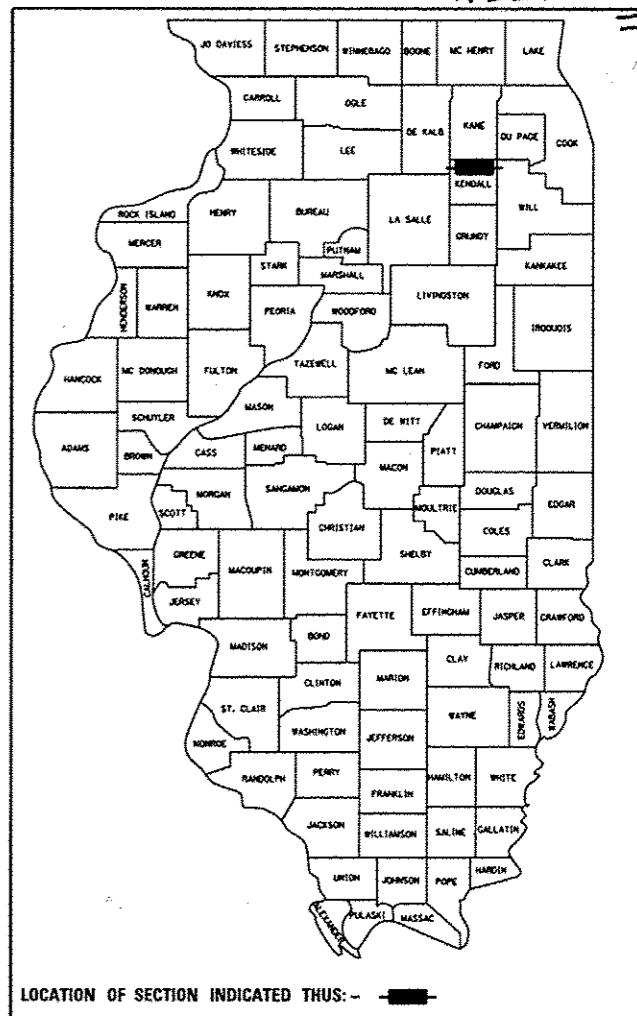 JO DAVIESS STEPHENSON WINNEBAGO BOONE MC HENRY LAKE
CARROLL OGLE DE KALB KANE DU PAGE COOK
WHITESIDE LEE KENDALL WILL
ROCK ISLAND HENRY BUREAU LA SALLE GRUNDY
MERCER PUTNAM KANKAKEE
HENDERSON WARREN KNOX STARK MARSHALL LIVINGSTON
PEORIA WOODFORD IROQUOIS
HANCOCK MC DONOUGH FULTON TAZEWELL MC LEAN FORD
SCHUYLER MASON LOGAN DE WITT CHAMPAIGN VERMILION
ADAMS BROWN CASS MENARD PIATT
MACON
PIKE SCOTT MORGAN SANGAMON MOULTRIE DOUGLAS EDGAR
CHRISTIAN COLES
CALHOUN GREENE MACOUPIN MONTGOMERY SHELBY CUMBERLAND CLARK
JERSEY FAYETTE EFFINGHAM JASPER CRAWFORD
MADISON BOND
CLAY RICHLAND LAWRENCE
CLINTON MARION
ST. CLAIR WAYNE EDWARDS WABASH
MONROE WASHINGTON JEFFERSON
RANDOLPH PERRY HAMILTON WHITE
FRANKLIN
JACKSON WILLIAMSON SALINE GALLATIN
UNION JOHNSON POPE HARDIN
ALEXANDER PULASKI MASSAC
LOCATION OF SECTION INDICATED THUS: -